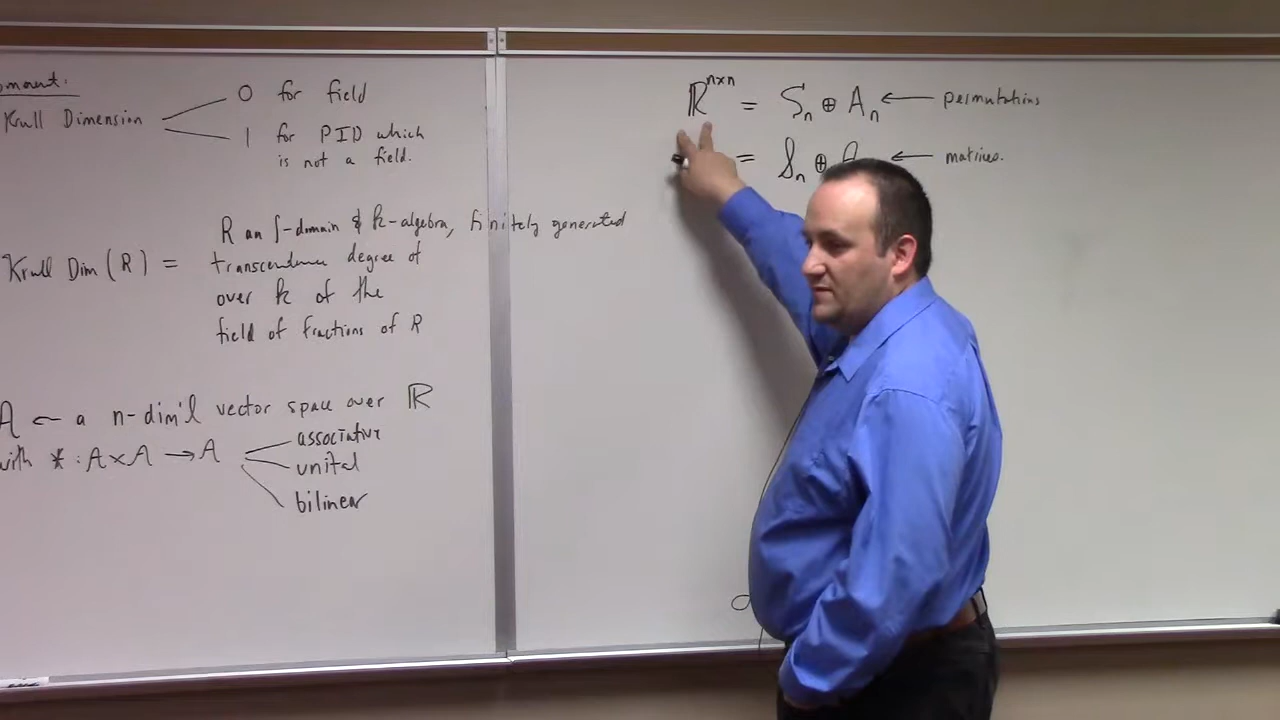 Krull Dimension
0 for field
1 for PID which
is not a field.
R an ∫-domain & k-algebra, finitely generated
Krull Dim (R) = transcendence degree of
over k of the
field of fractions of R
A ← a n-dim'l vector space over ℝ
with * : A×A → A
associative
unital
bilinear
ℝⁿˣⁿ = Sₙ ⊕ Aₙ ← permutations
= 𝒮ₙ ⊕ ← matrices.